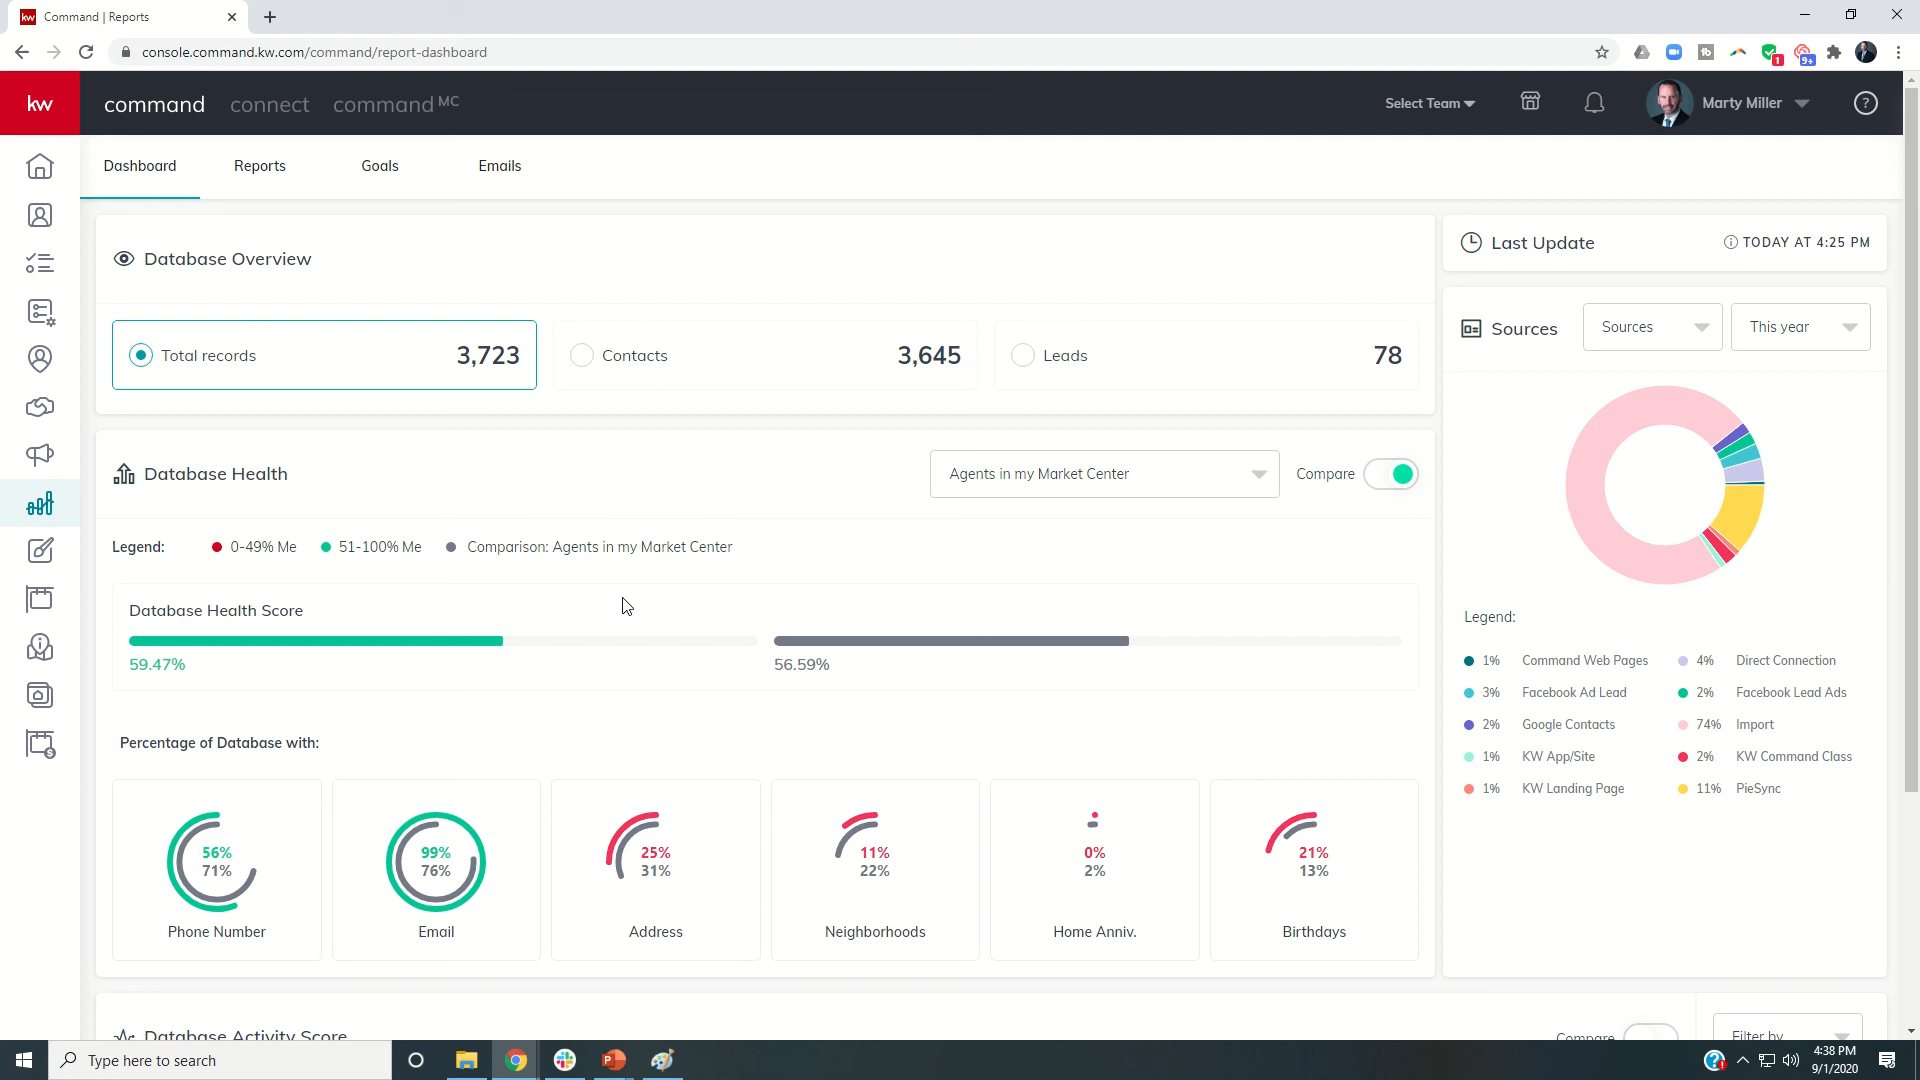 Command | Reports
console.command.kw.com/command/report-dashboard
1
9+
kw
command
connect
command MC
Select Team
Marty Miller
?
Dashboard
Reports
Goals
Emails
Database Overview
Total records
3,723
Contacts
3,645
Leads
78
Last Update
TODAY AT 4:25 PM
Sources
Sources
This year
Database Health
Agents in my Market Center
Compare
Legend:
0-49% Me
51-100% Me
Comparison: Agents in my Market Center
Database Health Score
59.47%
56.59%
Percentage of Database with:
56%
71%
Phone Number
99%
76%
Email
25%
31%
Address
11%
22%
Neighborhoods
0%
2%
Home Anniv.
21%
13%
Birthdays
Legend:
1% Command Web Pages
4% Direct Connection
3% Facebook Ad Lead
2% Facebook Lead Ads
2% Google Contacts
74% Import
1% KW App/Site
2% KW Command Class
1% KW Landing Page
11% PieSync
Database Activity Score
Compare
Filter by
Type here to search
4:38 PM
9/1/2020